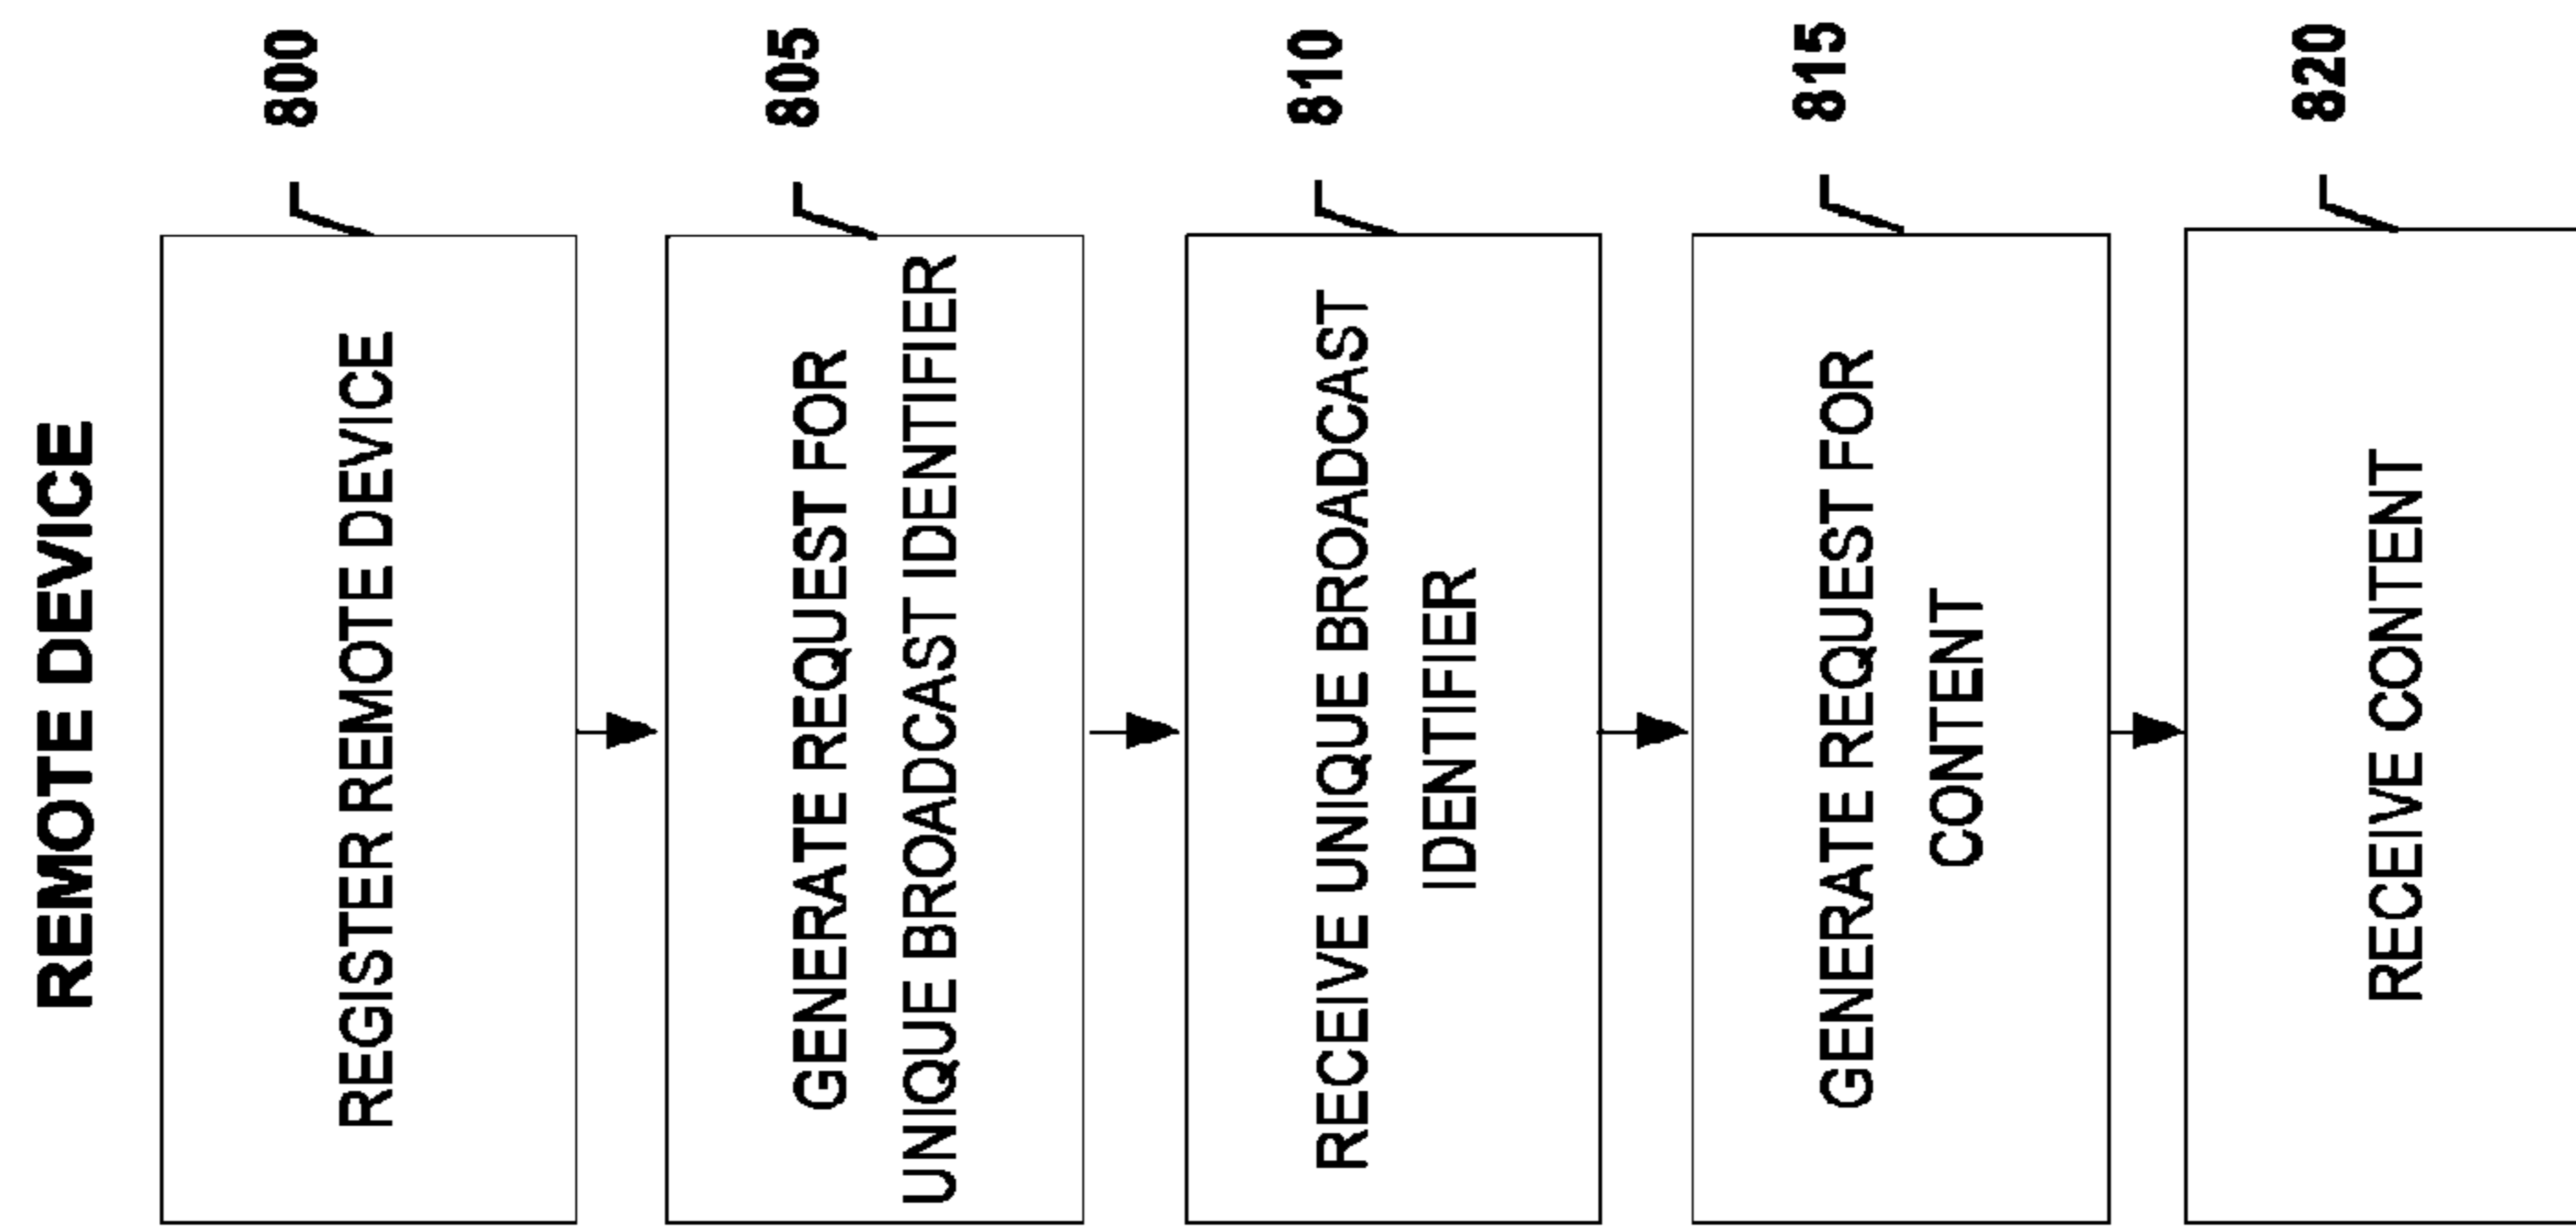 REMOTE DEVICE
800
REGISTER REMOTE DEVICE
805
GENERATE REQUEST FOR
UNIQUE BROADCAST IDENTIFIER
810
RECEIVE UNIQUE BROADCAST
IDENTIFIER
815
GENERATE REQUEST FOR
CONTENT
820
RECEIVE CONTENT